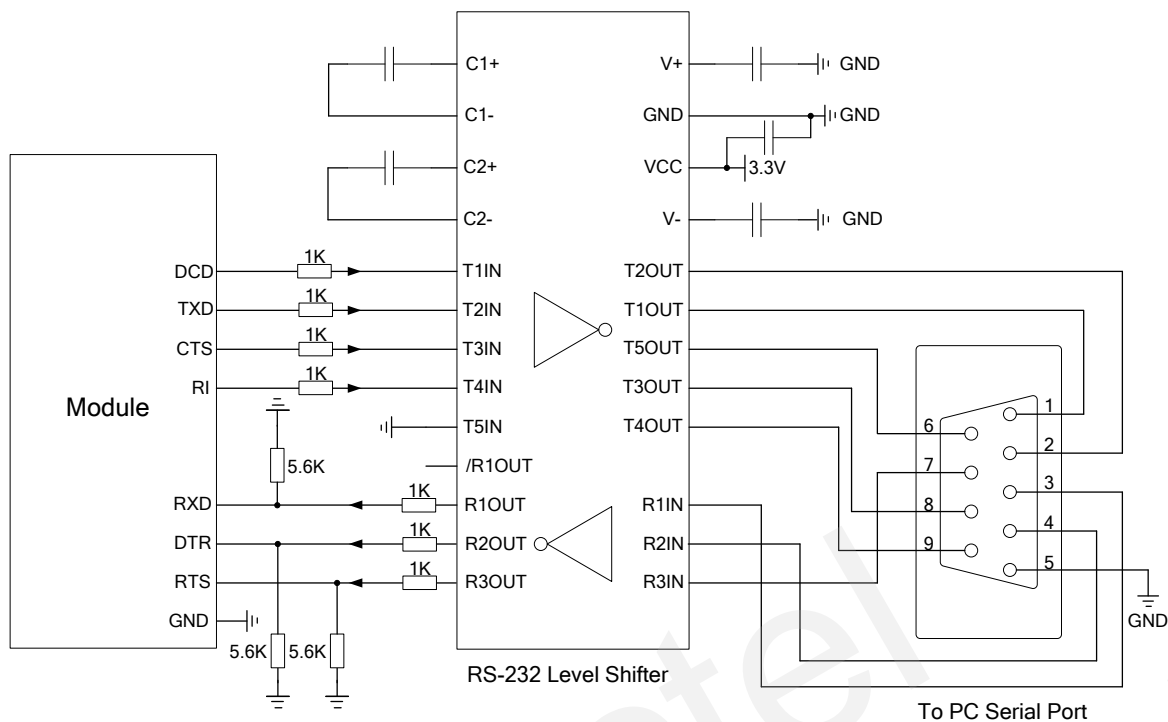 C1+
V+
GND
C1-
GND
GND
C2+
VCC
3.3V
C2-
V-
GND
DCD
1K
T1IN
T2OUT
TXD
1K
T2IN
T1OUT
CTS
1K
T3IN
T5OUT
RI
1K
T4IN
T3OUT
Module
T5IN
T4OUT
1
6
2
5.6K
/R1OUT
7
3
RXD
1K
R1OUT
R1IN
8
4
DTR
1K
R2OUT
R2IN
9
5
RTS
1K
R3OUT
R3IN
GND
GND
5.6K
5.6K
RS-232 Level Shifter
To PC Serial Port